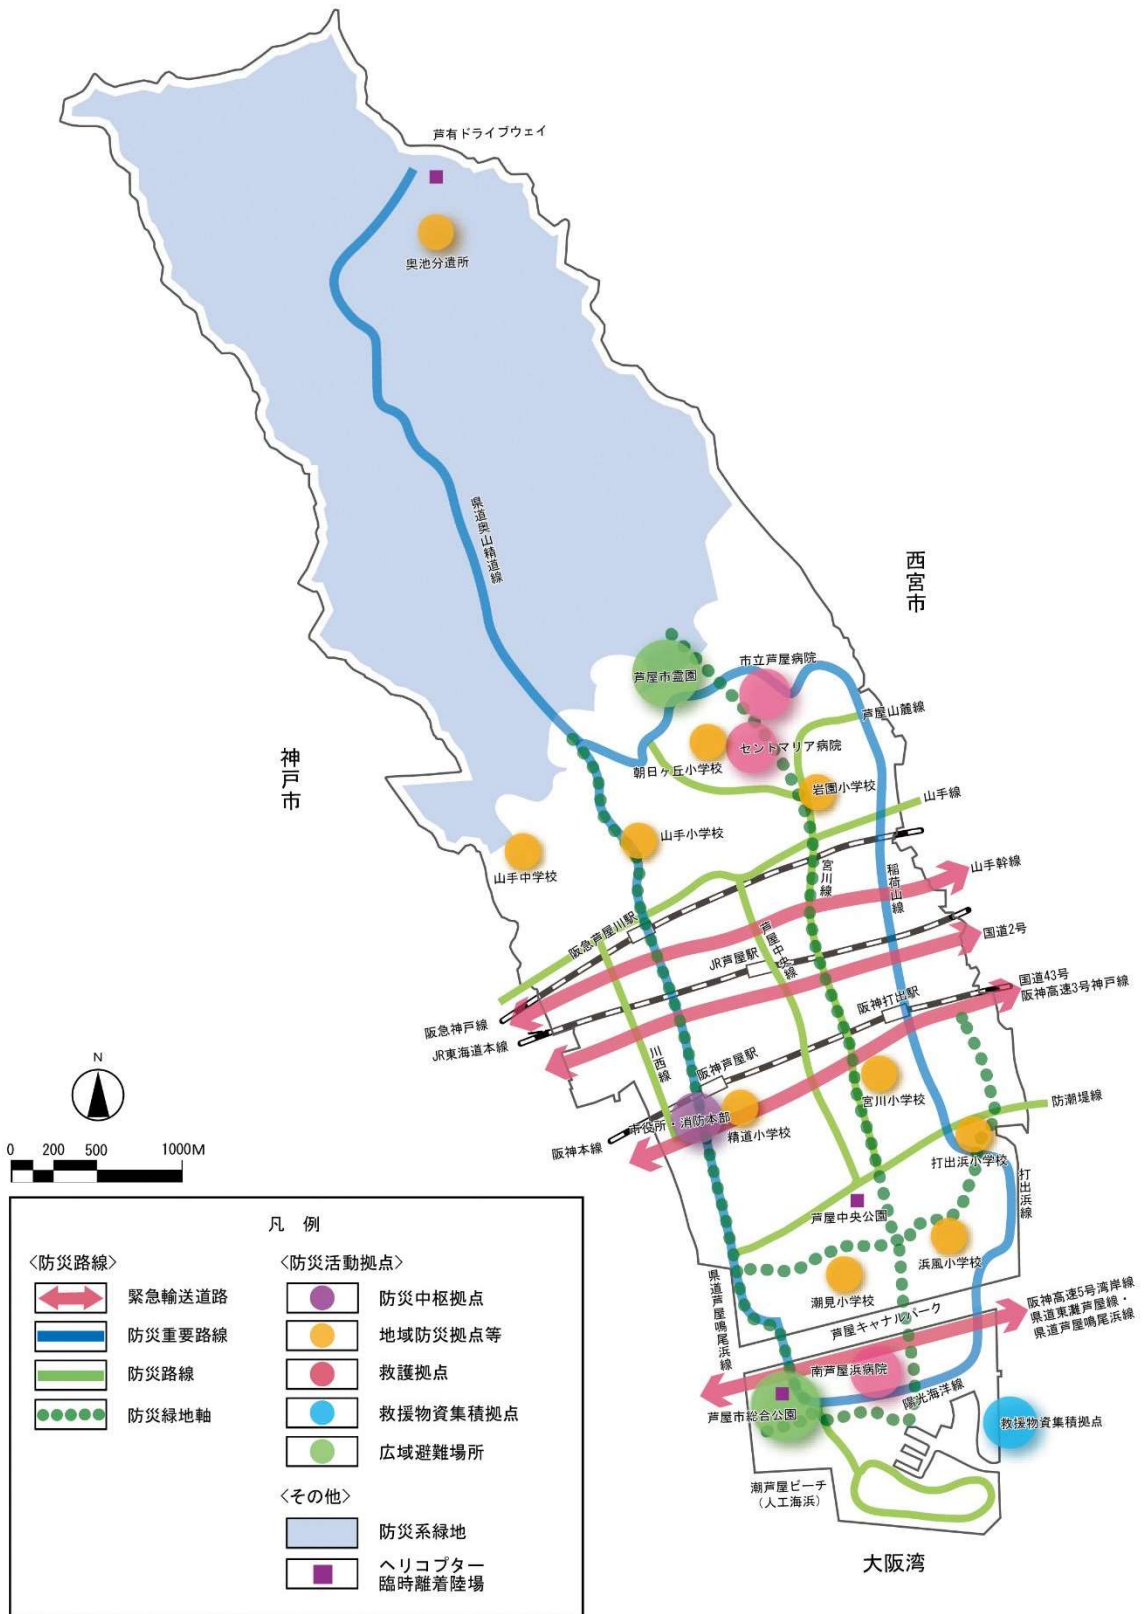 芦有ドライブウェイ
奥池分遣所
県道奥山精道線
西宮市
神戸市
芦屋市霊園
市立芦屋病院
芦屋山麓線
セントマリア病院
朝日ヶ丘小学校
岩園小学校
山手線
山手小学校
山手中学校
宮川線
稲荷山線
山手幹線
阪急芦屋川駅
芦屋中央線
JR芦屋駅
国道2号
国道43号
阪神高速3号神戸線
阪神打出駅
阪急神戸線
JR東海道本線
川西線
阪神芦屋駅
宮川小学校
防潮堤線
市役所・消防本部
精道小学校
阪神本線
打出浜小学校
打出浜線
芦屋中央公園
浜風小学校
潮見小学校
県道芦屋鳴尾浜線
芦屋キャナルパーク
阪神高速5号湾岸線・
県道東灘芦屋線・
県道芦屋鳴尾浜線
南芦屋浜病院
陽光海洋線
芦屋市総合公園
救援物資集積拠点
潮芦屋ビーチ
(人工海浜)
大阪湾
N
0 200 500 1000M
凡 例
<防災路線>
緊急輸送道路
防災重要路線
防災路線
防災緑地軸
<防災活動拠点>
防災中枢拠点
地域防災拠点等
救護拠点
救援物資集積拠点
広域避難場所
<その他>
防災系緑地
ヘリコプター
臨時離着陸場